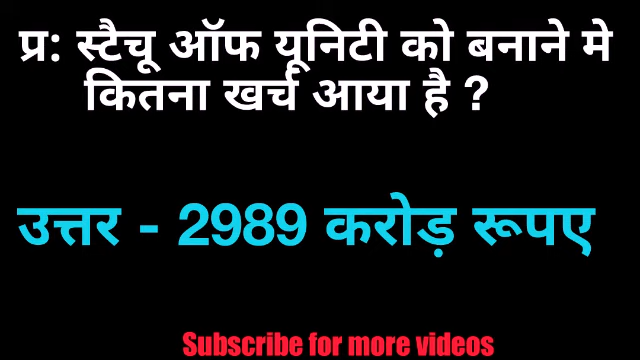 प्र: स्टैचू ऑफ यूनिटी को बनाने मे
कितना खर्च आया है ?
उत्तर - 2989 करोड़ रूपए
Subscribe for more videos